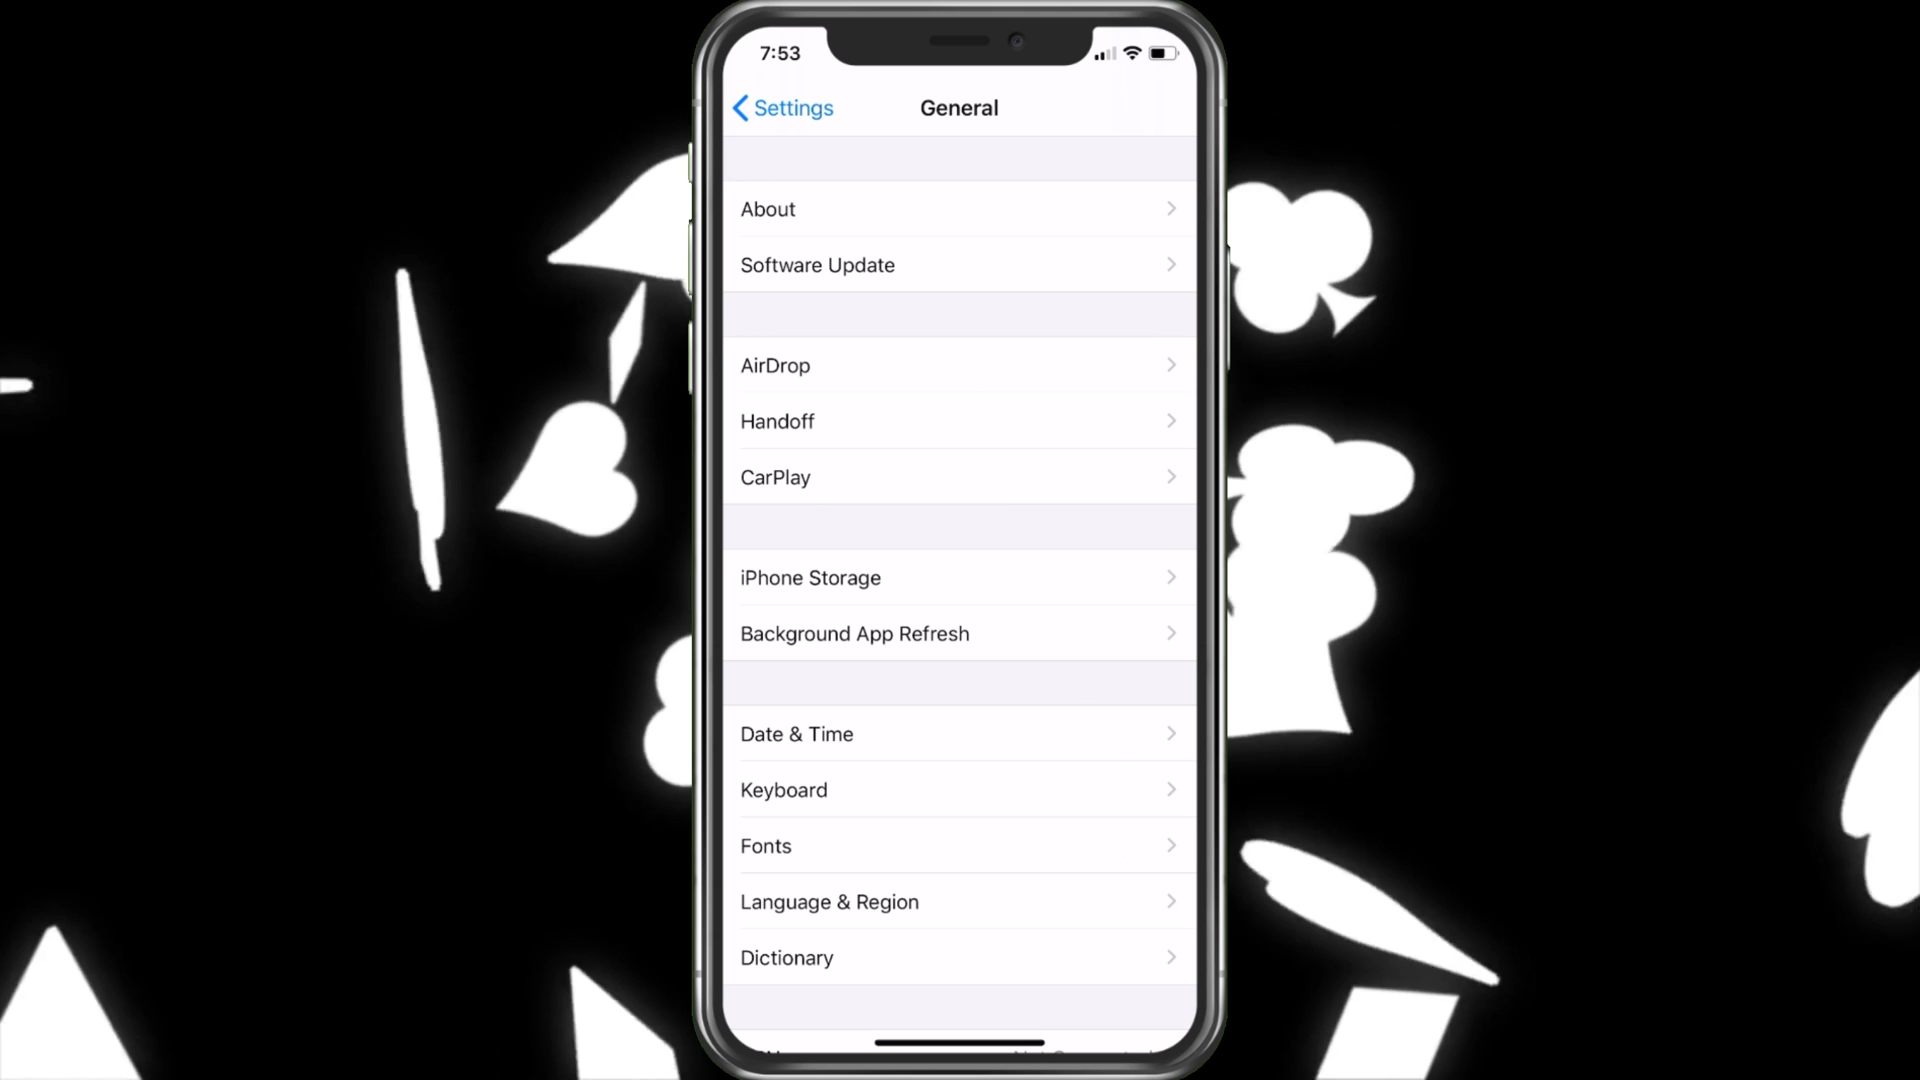 7:53
Settings
General
About
Software Update
AirDrop
Handoff
CarPlay
iPhone Storage
Background App Refresh
Date & Time
Keyboard
Fonts
Language & Region
Dictionary